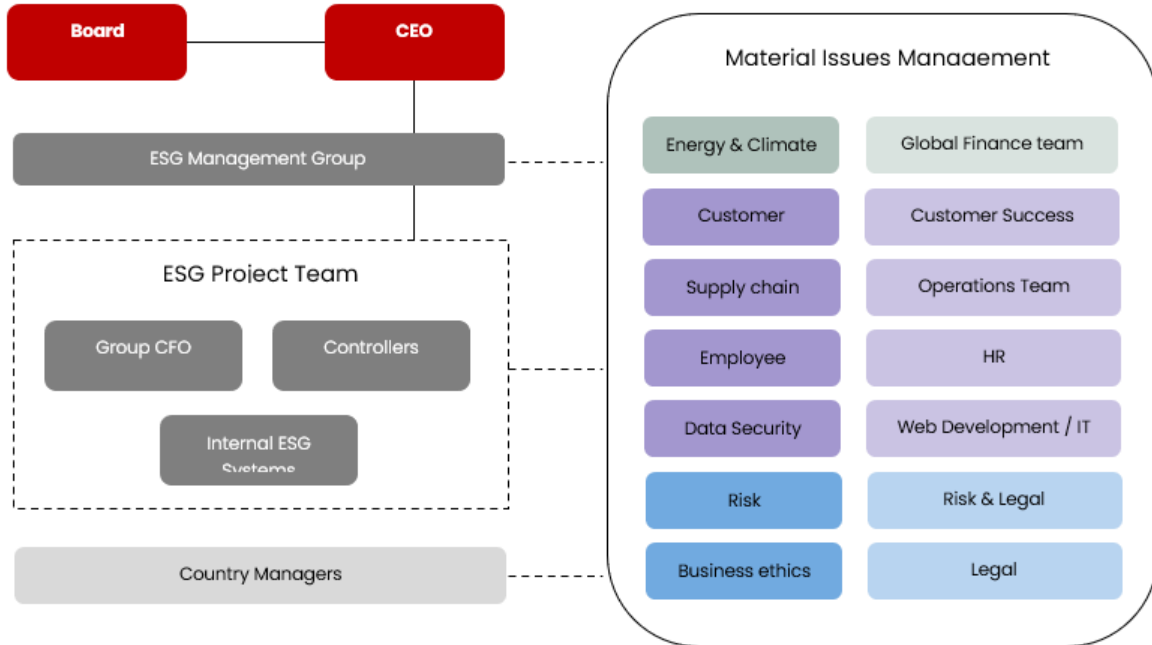 Board
CEO
ESG Management Group
ESG Project Team
Group CFO
Controllers
Internal ESG
Systems
Country Managers
Material Issues Management
Energy & Climate
Global Finance team
Customer
Customer Success
Supply chain
Operations Team
Employee
HR
Data Security
Web Development / IT
Risk
Risk & Legal
Business ethics
Legal